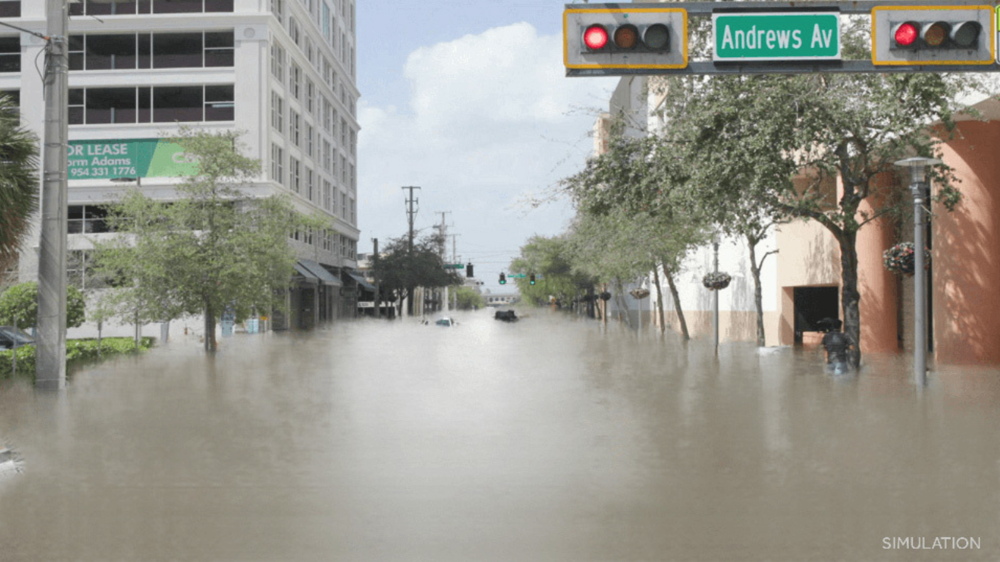 Andrews Av
OR LEASE
orm Adams
954 331 1776
SIMULATION